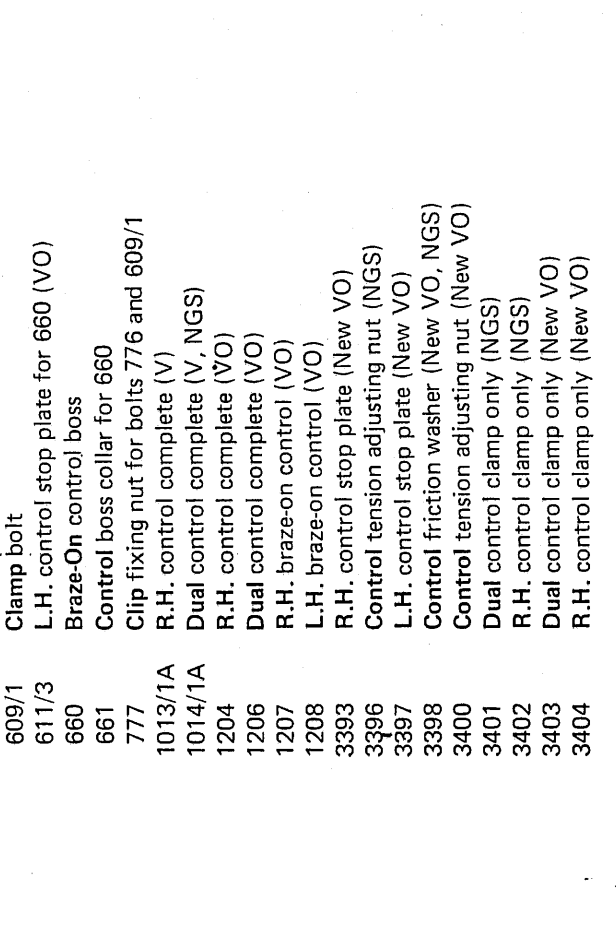 609/1 Clamp bolt
611/3 L.H. control stop plate for 660 (VO)
660 Braze-On control boss
661 Control boss collar for 660
777 Clip fixing nut for bolts 776 and 609/1
1013/1A R.H. control complete (V)
1014/1A Dual control complete (V, NGS)
1204 R.H. control complete (VO)
1206 Dual control complete (VO)
1207 R.H. braze-on control (VO)
1208 L.H. braze-on control (VO)
3393 R.H. control stop plate (New VO)
3396 Control tension adjusting nut (NGS)
3397 L.H. control stop plate (New VO)
3398 Control friction washer (New VO, NGS)
3400 Control tension adjusting nut (New VO)
3401 Dual control clamp only (NGS)
3402 R.H. control clamp only (NGS)
3403 Dual control clamp only (New VO)
3404 R.H. control clamp only (New VO)